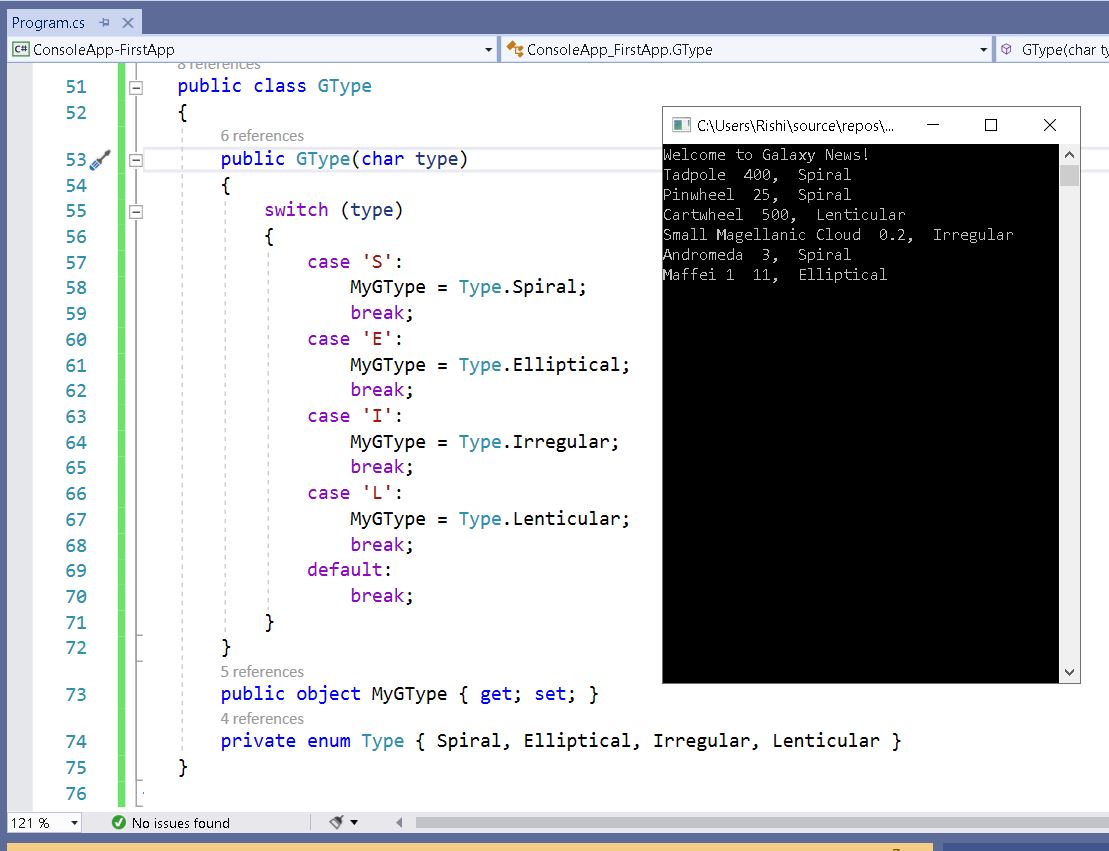 Program.cs
C# ConsoleApp-FirstApp
ConsoleApp_FirstApp.GType
GType(char ty
8 references
51 public class GType
52 {
6 references
53 public GType(char type)
54 {
55 switch (type)
56 {
57 case 'S':
58 MyGType = Type.Spiral;
59 break;
60 case 'E':
61 MyGType = Type.Elliptical;
62 break;
63 case 'I':
64 MyGType = Type.Irregular;
65 break;
66 case 'L':
67 MyGType = Type.Lenticular;
68 break;
69 default:
70 break;
71 }
72 }
5 references
73 public object MyGType { get; set; }
4 references
74 private enum Type { Spiral, Elliptical, Irregular, Lenticular }
75 }
76
121 %
No issues found
C:\Users\Rishi\source\repos\...
Welcome to Galaxy News!
Tadpole  400,  Spiral
Pinwheel  25,  Spiral
Cartwheel  500,  Lenticular
Small Magellanic Cloud  0.2,  Irregular
Andromeda  3,  Spiral
Maffei 1  11,  Elliptical